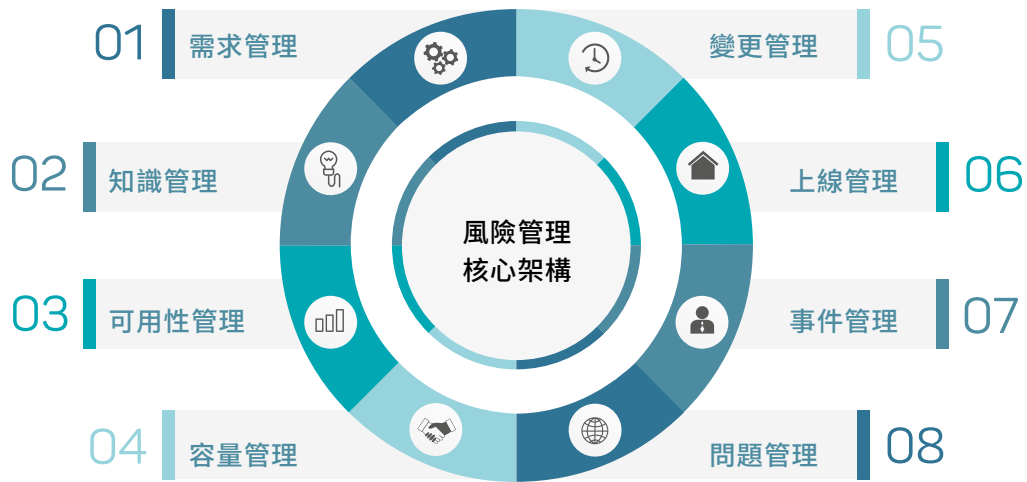 01
需求管理
02
知識管理
03
可用性管理
04
容量管理
風險管理
核心架構
變更管理
05
上線管理
06
事件管理
07
問題管理
08